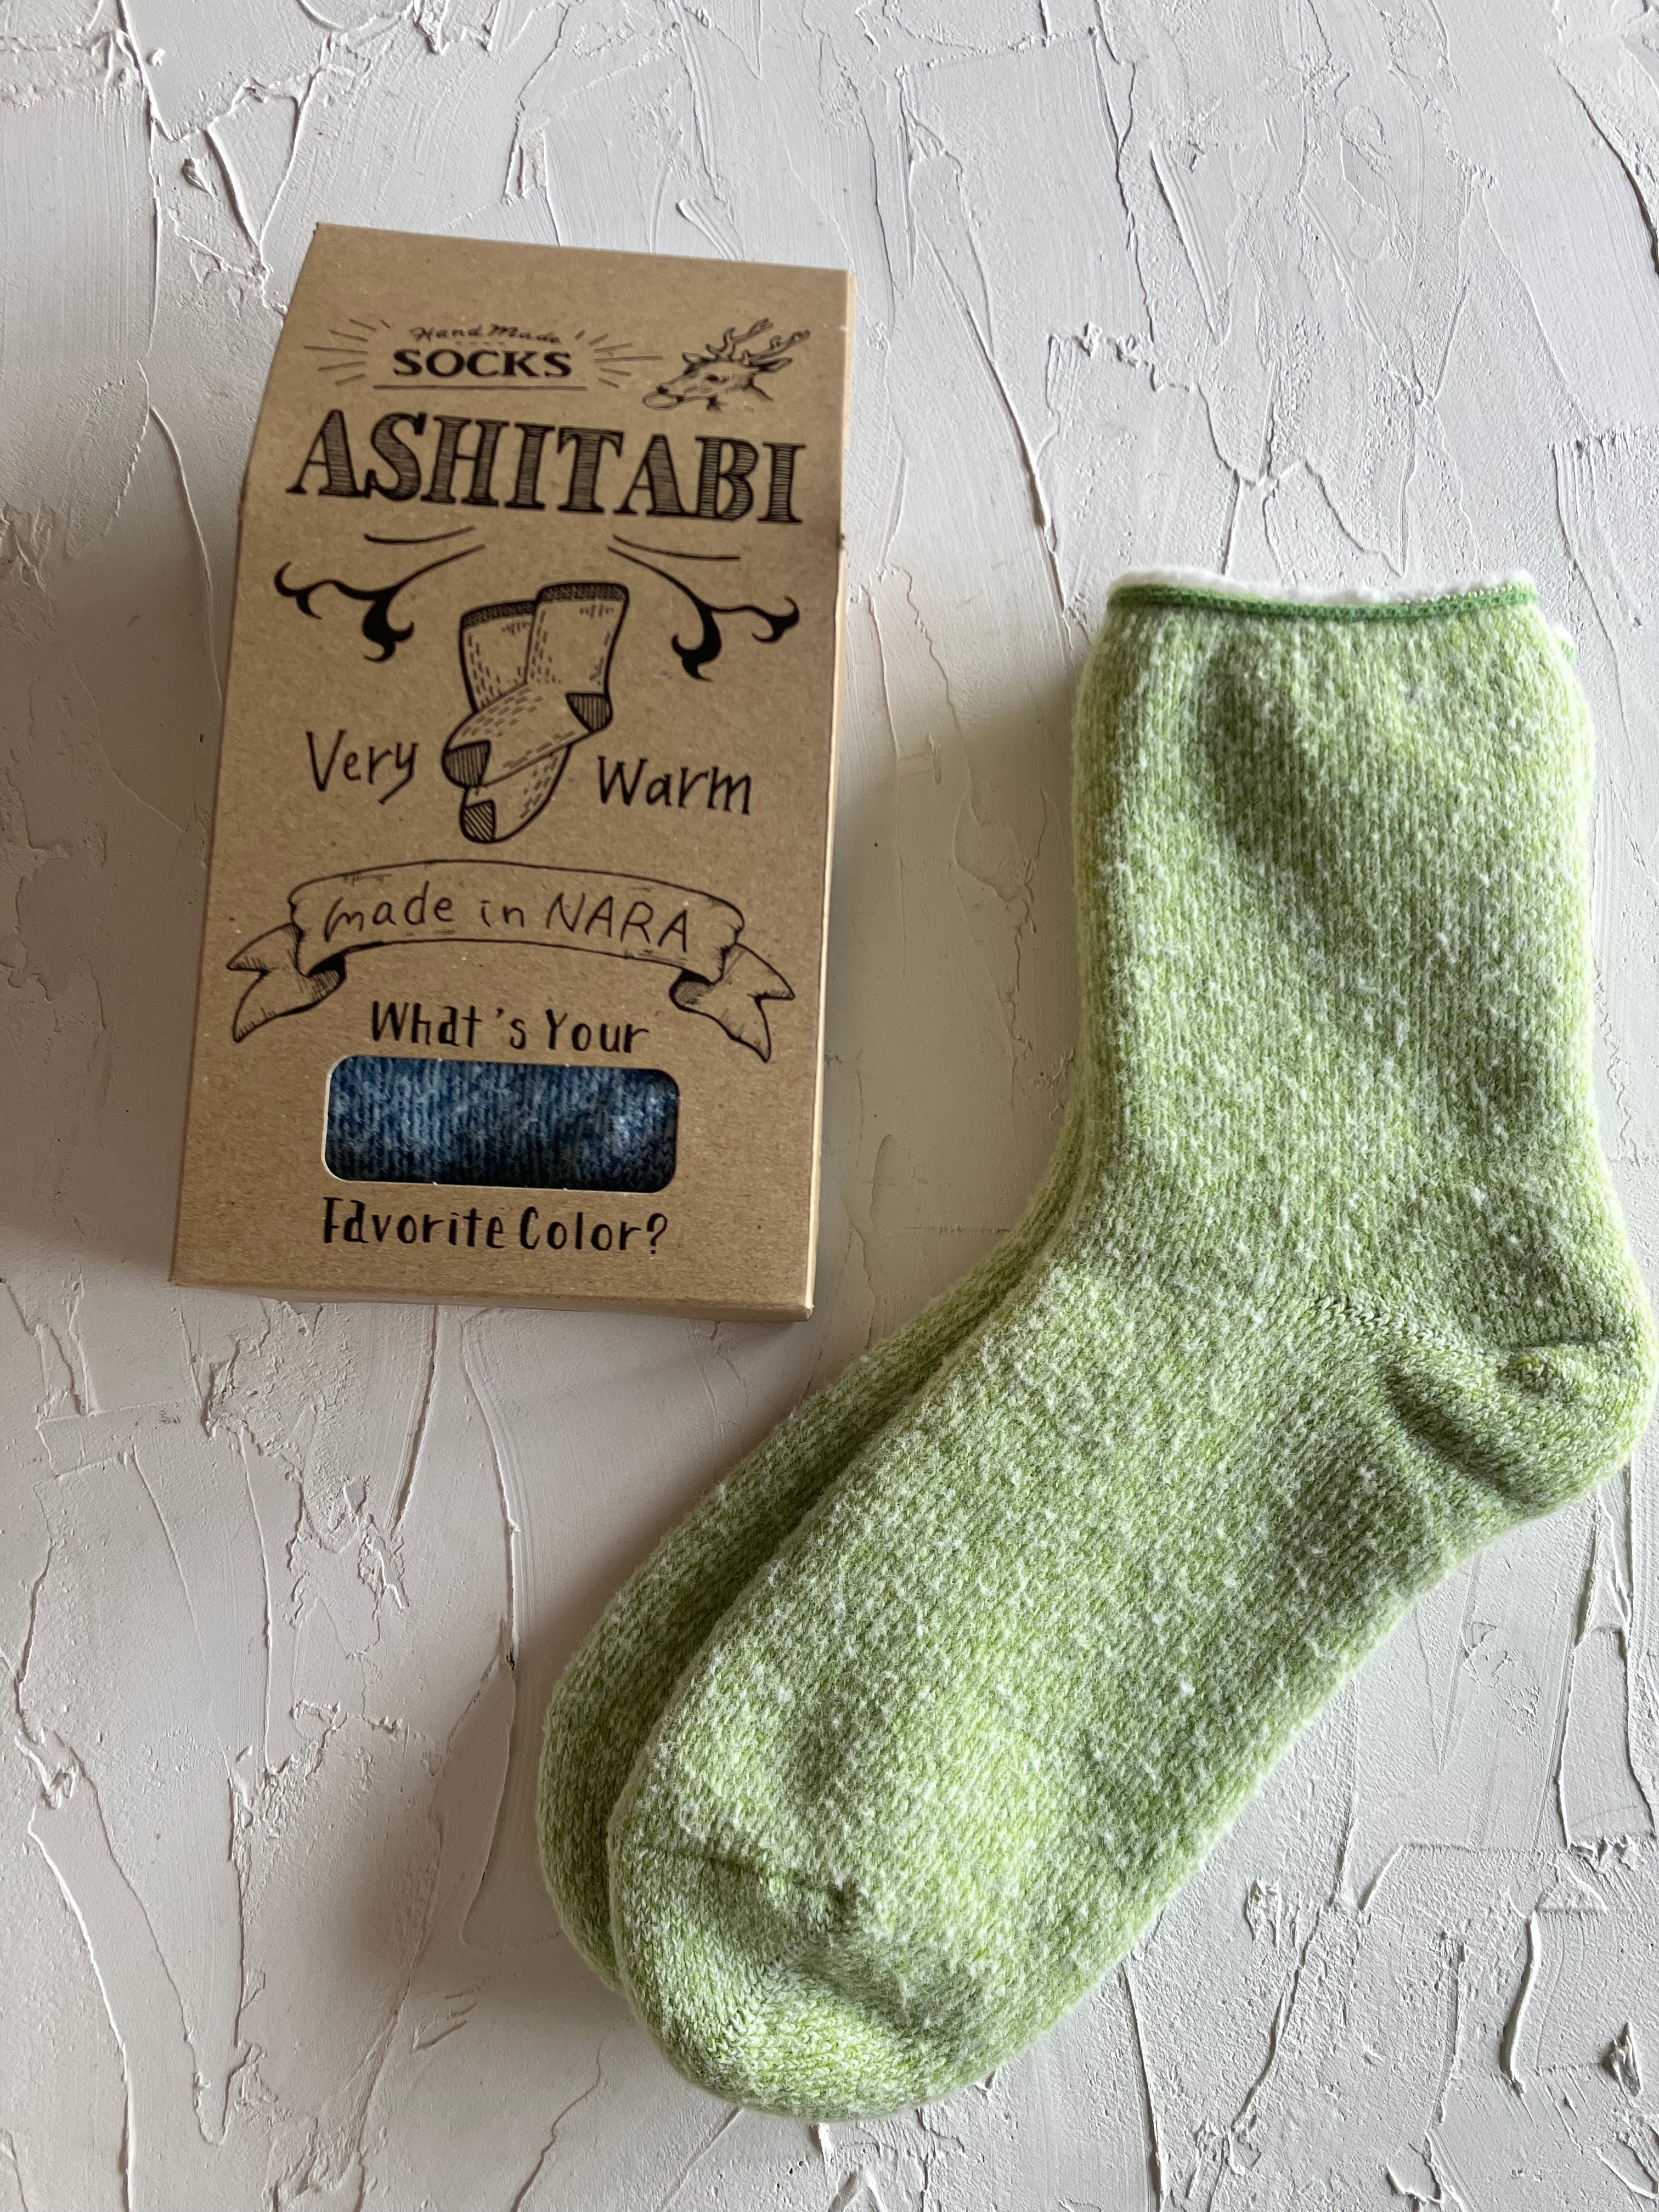 Hand Made
SOCKS
ASHITABI
Very Warm
made in NARA
What's Your
Favorite Color?